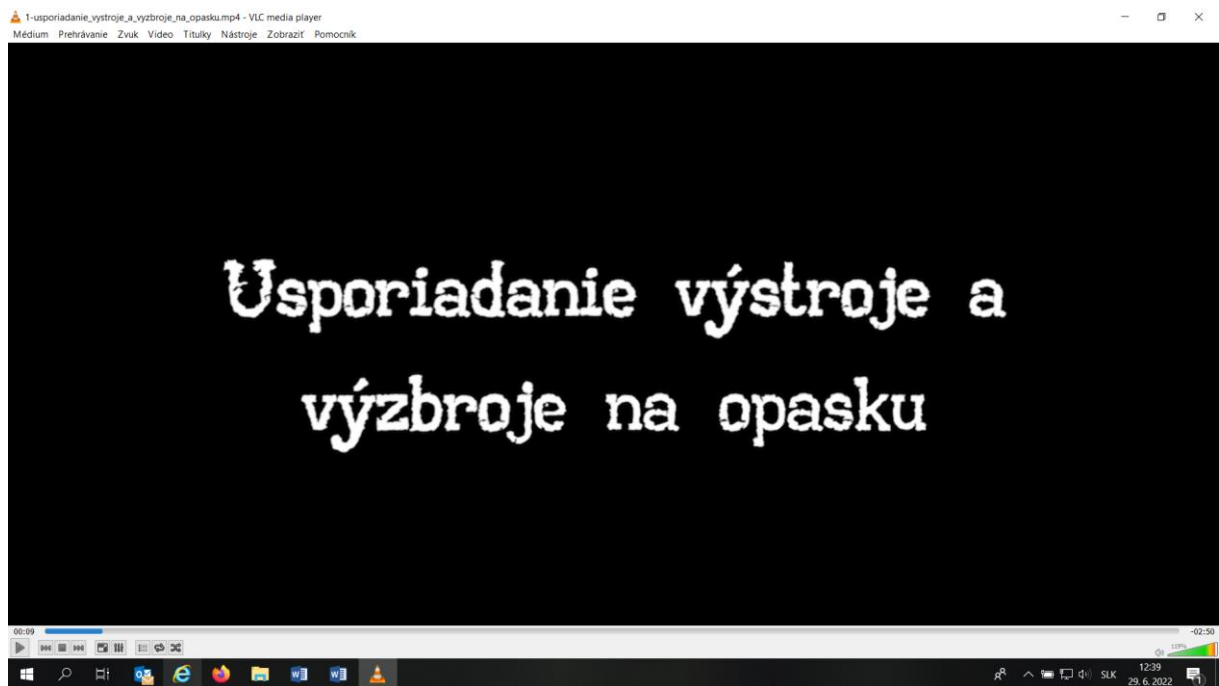 1-usporiadanie_vystroje_a_vyzbroje_na_opasku.mp4 - VLC media player
Médium Prehrávanie Zvuk Video Titulky Nástroje Zobraziť Pomocník
Usporiadanie výstroje a
výzbroje na opasku
00:09 -02:50
119%
SLK
12:39
29. 6. 2022